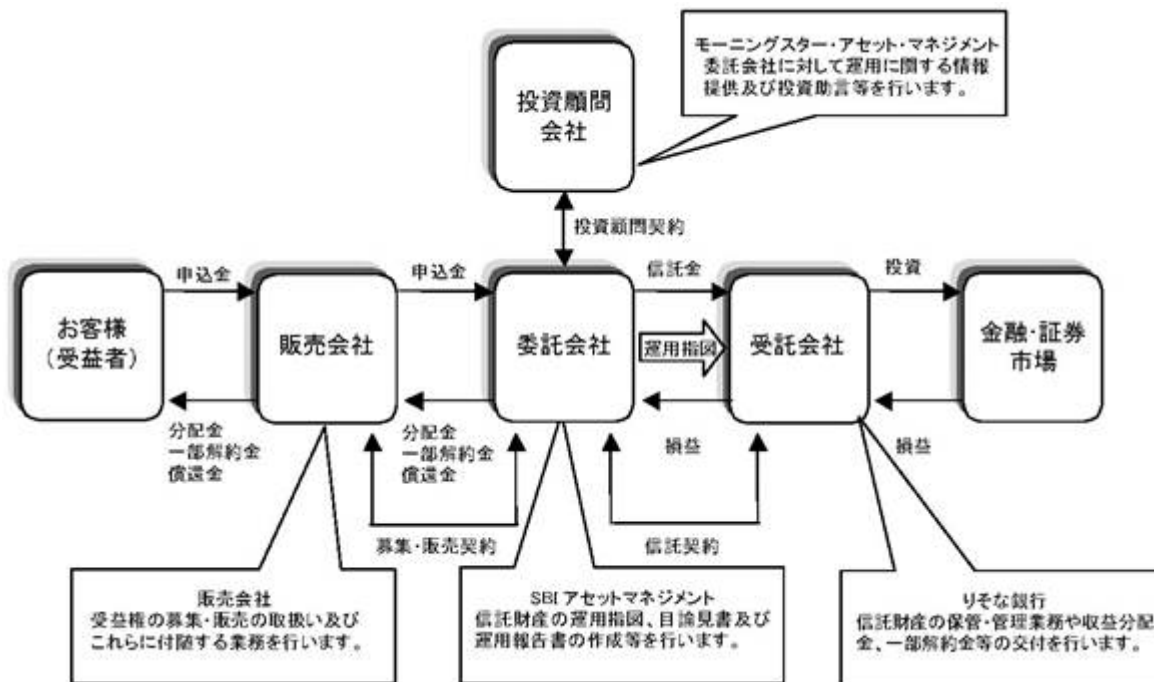 モーニングスター・アセット・マネジメント
委託会社に対して運用に関する情報
提供及び投資助言等を行います。
投資顧問
会社
投資顧問契約
申込金
申込金
信託金
投資
お客様
（受益者）
販売会社
委託会社
運用指図
受託会社
金融・証券
市場
分配金
一部解約金
償還金
分配金
一部解約金
償還金
損益
損益
募集・販売契約
信託契約
販売会社
受益権の募集・販売の取扱い及び
これらに付随する業務を行います。
SBIアセットマネジメント
信託財産の運用指図、目論見書及び
運用報告書の作成等を行います。
りそな銀行
信託財産の保管・管理業務や収益分配
金、一部解約金等の交付を行います。